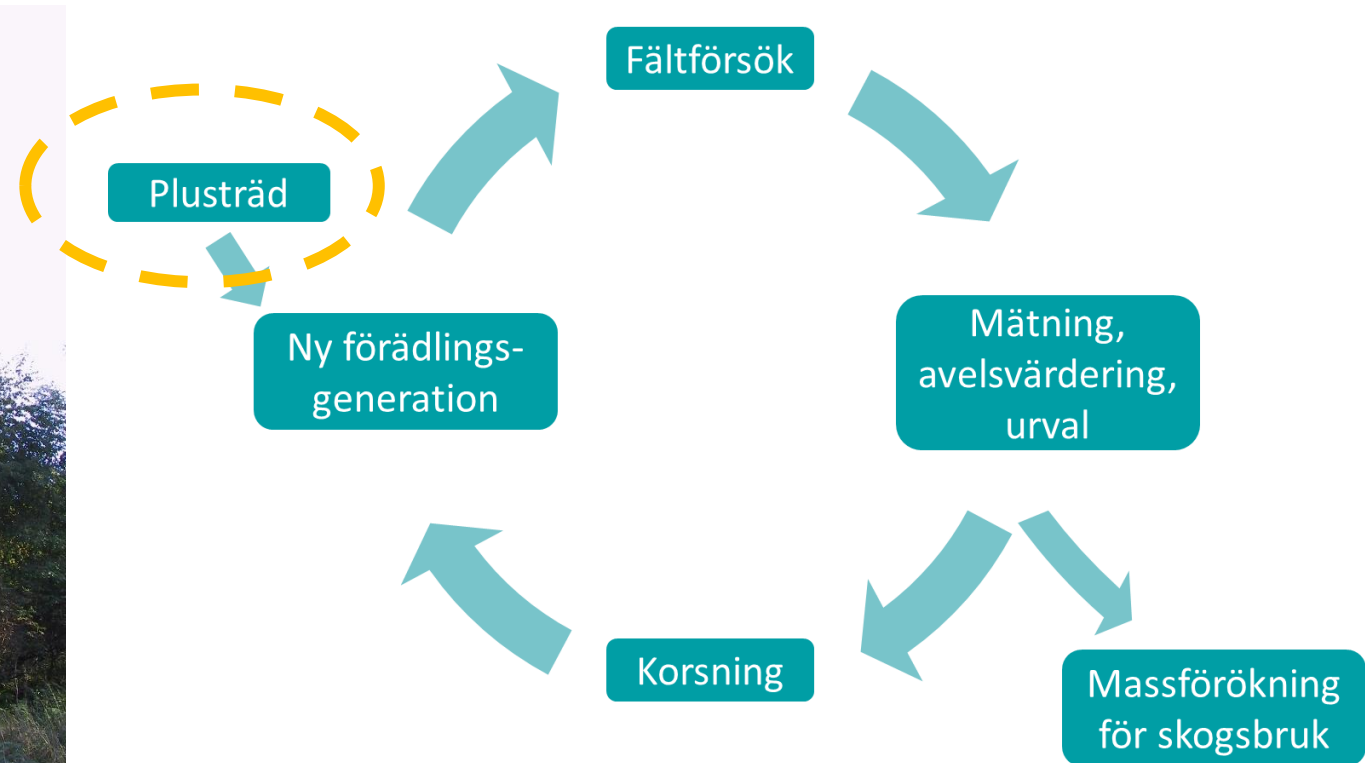 Fältförsök
Plusträd
Mätning,
avelsvärdering,
urval
Ny förädlings-
generation
Korsning
Massförökning
för skogsbruk